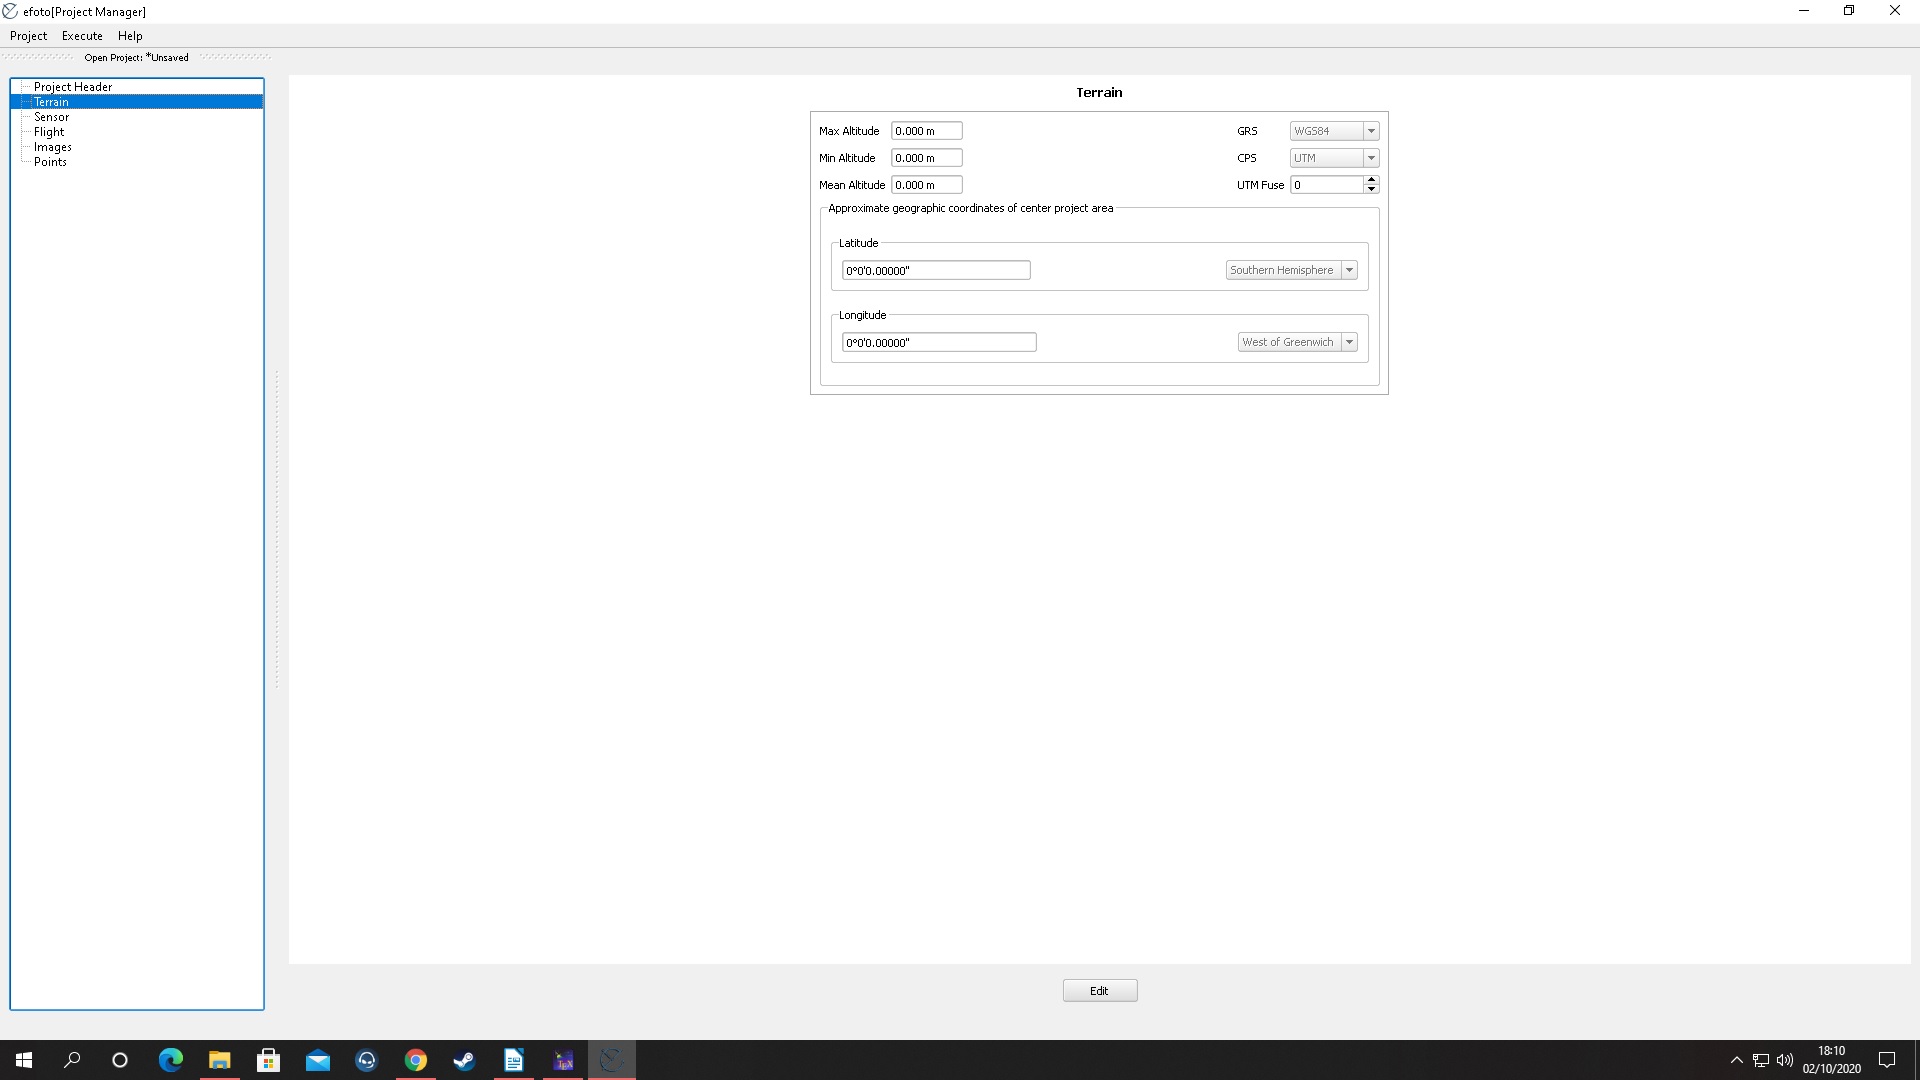 efoto[Project Manager]
Project Execute Help
Open Project: *Unsaved
Project Header
Terrain
Sensor
Flight
Images
Points
Terrain
Max Altitude 0.000 m GRS WGS84
Min Altitude 0.000 m CPS UTM
Mean Altitude 0.000 m UTM Fuse 0
Approximate geographic coordinates of center project area
Latitude
0°0'0.00000" Southern Hemisphere
Longitude
0°0'0.00000" West of Greenwich
Edit
18:10
02/10/2020